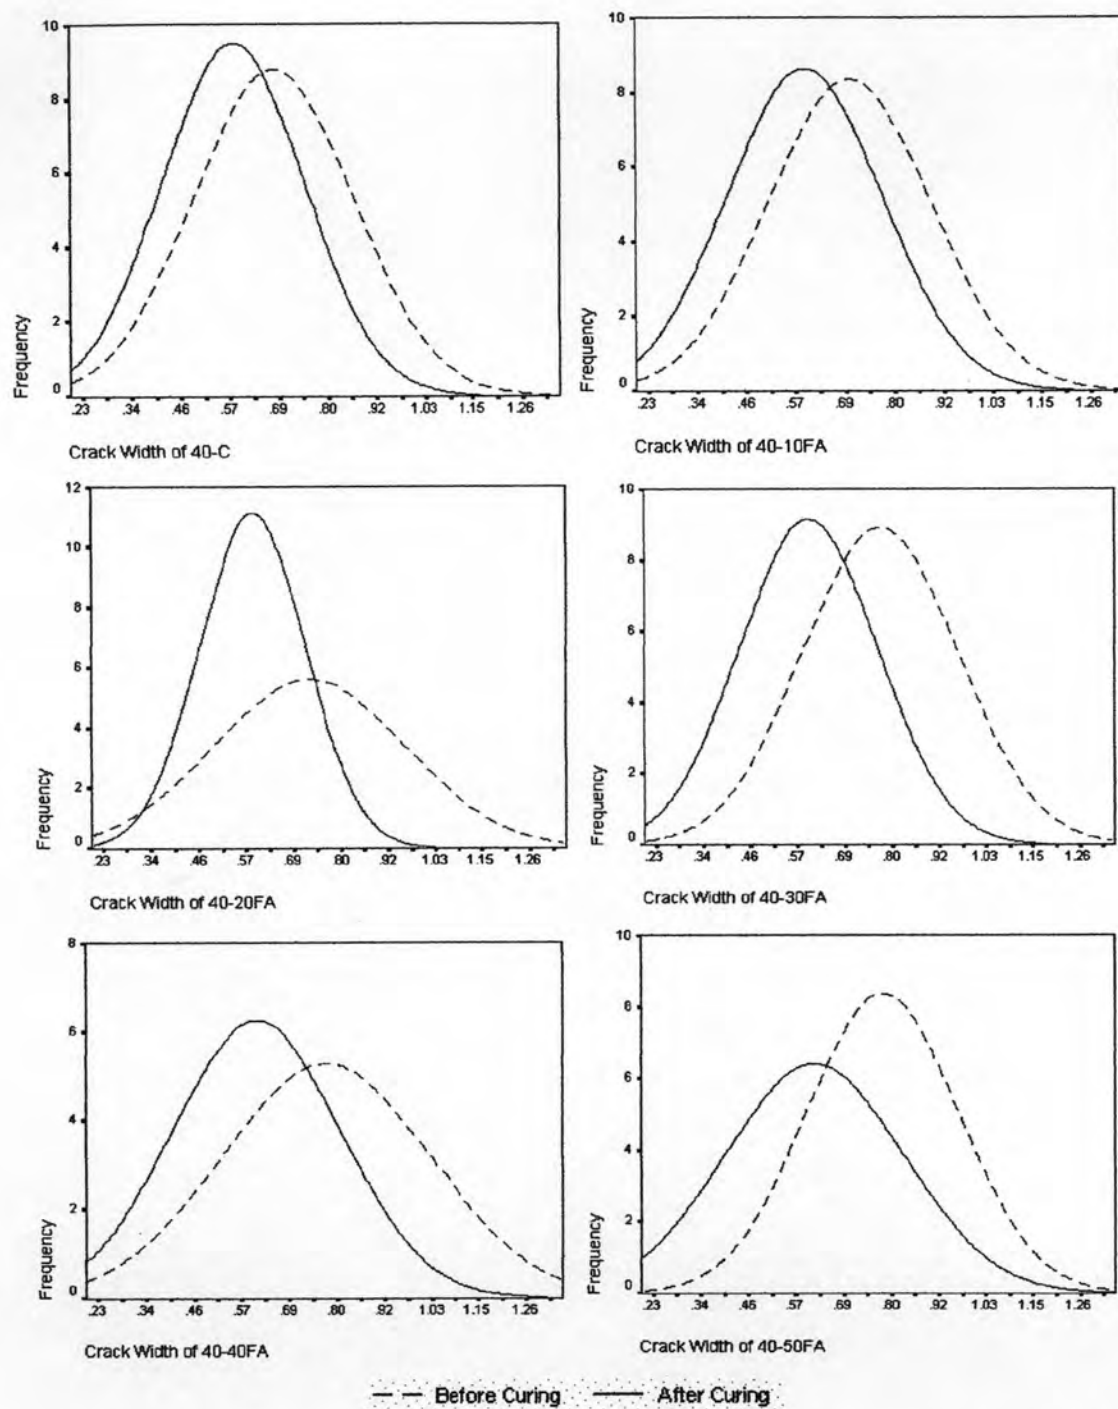 10
8
6
4
2
0
Frequency
.23 .34 .46 .57 .69 .80 .92 1.03 1.15 1.26
Crack Width of 40-C
10
8
6
4
2
0
Frequency
.23 .34 .46 .57 .69 .80 .92 1.03 1.15 1.26
Crack Width of 40-10FA
12
10
8
6
4
2
0
Frequency
.23 .34 .46 .57 .69 .80 .92 1.03 1.15 1.26
Crack Width of 40-20FA
10
8
6
4
2
0
Frequency
.23 .34 .46 .57 .69 .80 .92 1.03 1.15 1.26
Crack Width of 40-30FA
8
6
4
2
0
Frequency
.23 .34 .46 .57 .69 .80 .92 1.03 1.15 1.26
Crack Width of 40-40FA
10
8
6
4
2
0
Frequency
.23 .34 .46 .57 .69 .80 .92 1.03 1.15 1.26
Crack Width of 40-50FA
Before Curing After Curing